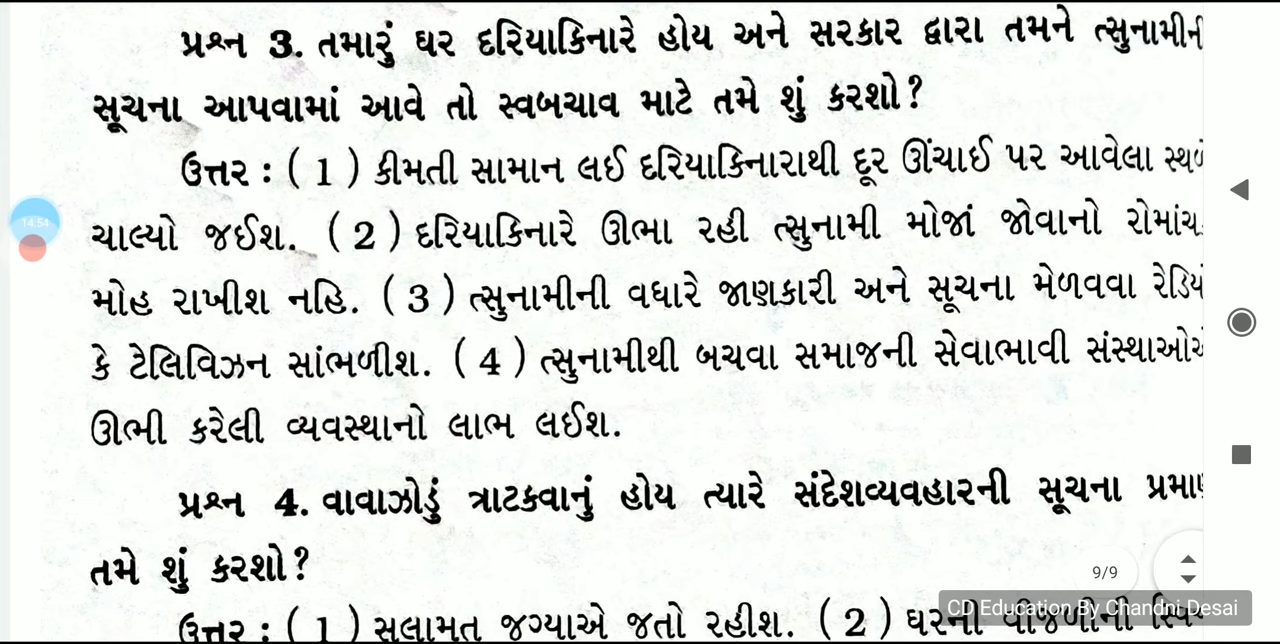 પ્રશ્ન 3. તમારું ઘર દરિયાકિનારે હોય અને સરકાર દ્વારા તમને ત્સુનામીની
સૂચના આપવામાં આવે તો સ્વબચાવ માટે તમે શું કરશો?
ઉત્તર : ( 1 ) કીમતી સામાન લઈ દરિયાકિનારાથી દૂર ઊંચાઈ પર આવેલા
14:54
ચાલ્યો જઈશ. ( 2 ) દરિયાકિનારે ઊભા રહી ત્સુનામી મોજાં જોવાનો
મોહ રાખીશ નહિ. ( 3 ) ત્સુનામીની વધારે જાણકારી અને સૂચના મેળવવા
કે ટેલિવિઝન સાંભળીશ. ( 4 ) ત્સુનામીથી બચવા સમાજની સેવાભાવી
ઊભી કરેલી વ્યવસ્થાનો લાભ લઈશ.
પ્રશ્ન 4. વાવાઝોડું ત્રાટકવાનું હોય ત્યારે સંદેશવ્યવહારની સૂચના
તમે શું કરશો?
9/9
CD Education By Chandni Desai
ઉત્તર : ( 1 ) સલામત જગ્યાએ જતો રહીશ. ( 2 ) ઘરની વીજળીની